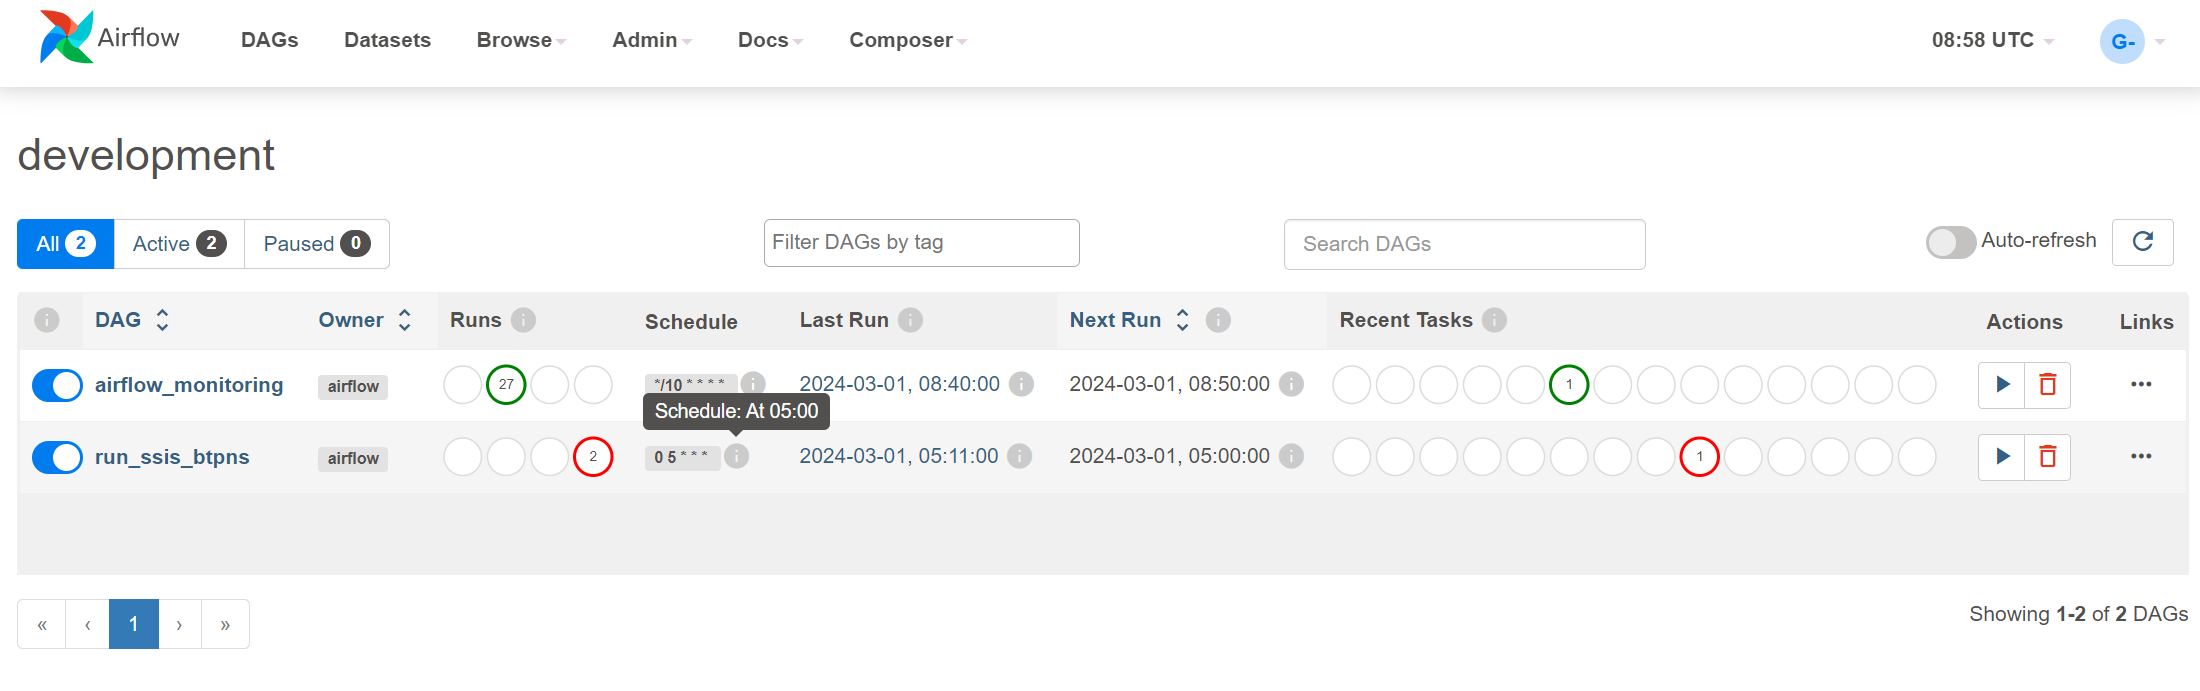 Airflow DAGs Datasets Browse Admin Docs Composer 08:58 UTC G-
development
All 2 Active 2 Paused 0 Filter DAGs by tag Search DAGs Auto-refresh
i DAG Owner Runs i Schedule Last Run i Next Run i Recent Tasks i Actions Links
airflow_monitoring airflow 27 */10 * * * * i 2024-03-01, 08:40:00 i 2024-03-01, 08:50:00 i 1 •••
Schedule: At 05:00
run_ssis_btpns airflow 2 0 5 * * * i 2024-03-01, 05:11:00 i 2024-03-01, 05:00:00 i 1 •••
« ‹ 1 › » Showing 1-2 of 2 DAGs